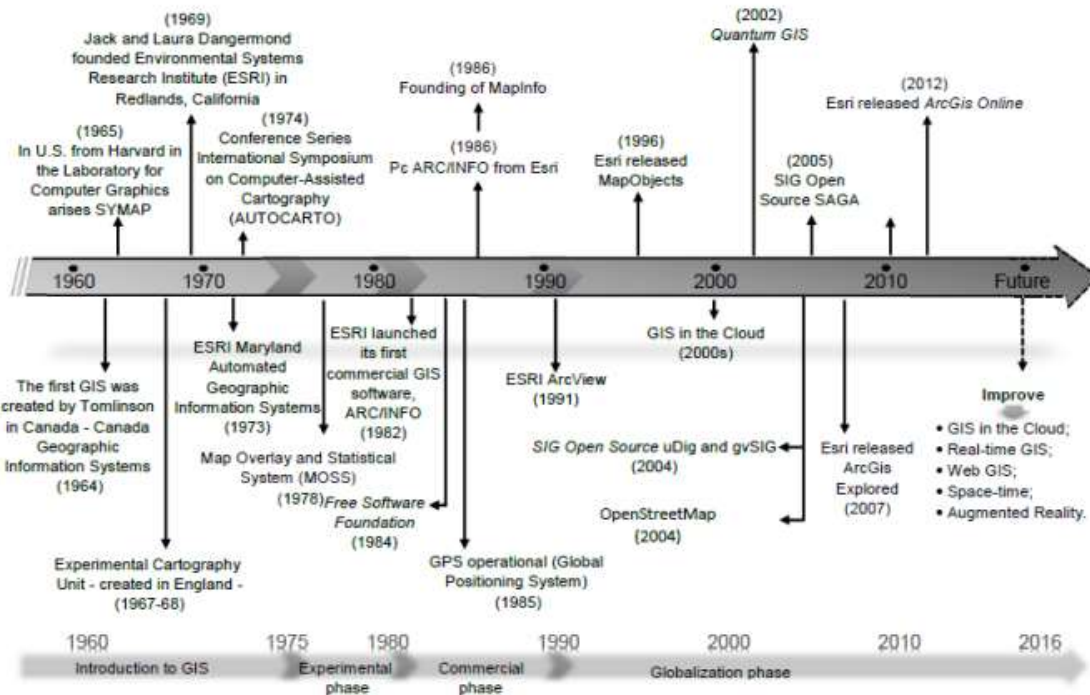 (1969)
Jack and Laura Dangermond
founded Environmental Systems
Research Institute (ESRI) in
Redlands, California
(1965)
In U.S. from Harvard in
the Laboratory for
Computer Graphics
arises SYMAP
(1974)
Conference Series
International Symposium
on Computer-Assisted
Cartography
(AUTOCARTO)
(1986)
Founding of MapInfo
(1986)
Pc ARC/INFO from Esri
(1996)
Esri released
MapObjects
(2002)
Quantum GIS
(2005)
SIG Open
Source SAGA
(2012)
Esri released ArcGis Online
1960
1970
1980
1990
2000
2010
Future
The first GIS was
created by Tomlinson
in Canada - Canada
Geographic
Information Systems
(1964)
Experimental Cartography
Unit - created in England -
(1967-68)
ESRI Maryland
Automated
Geographic
Information Systems
(1973)
Map Overlay and Statistical
System (MOSS)
(1978)
ESRI launched
its first
commercial GIS
software,
ARC/INFO
(1982)
Free Software
Foundation
(1984)
GPS operational (Global
Positioning System)
(1985)
ESRI ArcView
(1991)
GIS in the Cloud
(2000s)
SIG Open Source uDig and gvSIG
(2004)
OpenStreetMap
(2004)
Esri released
ArcGis
Explored
(2007)
Improve
• GIS in the Cloud;
• Real-time GIS;
• Web GIS;
• Space-time;
• Augmented Reality.
1960
1975
1980
1990
2000
2010
2016
Introduction to GIS
Experimental
phase
Commercial
phase
Globalization phase